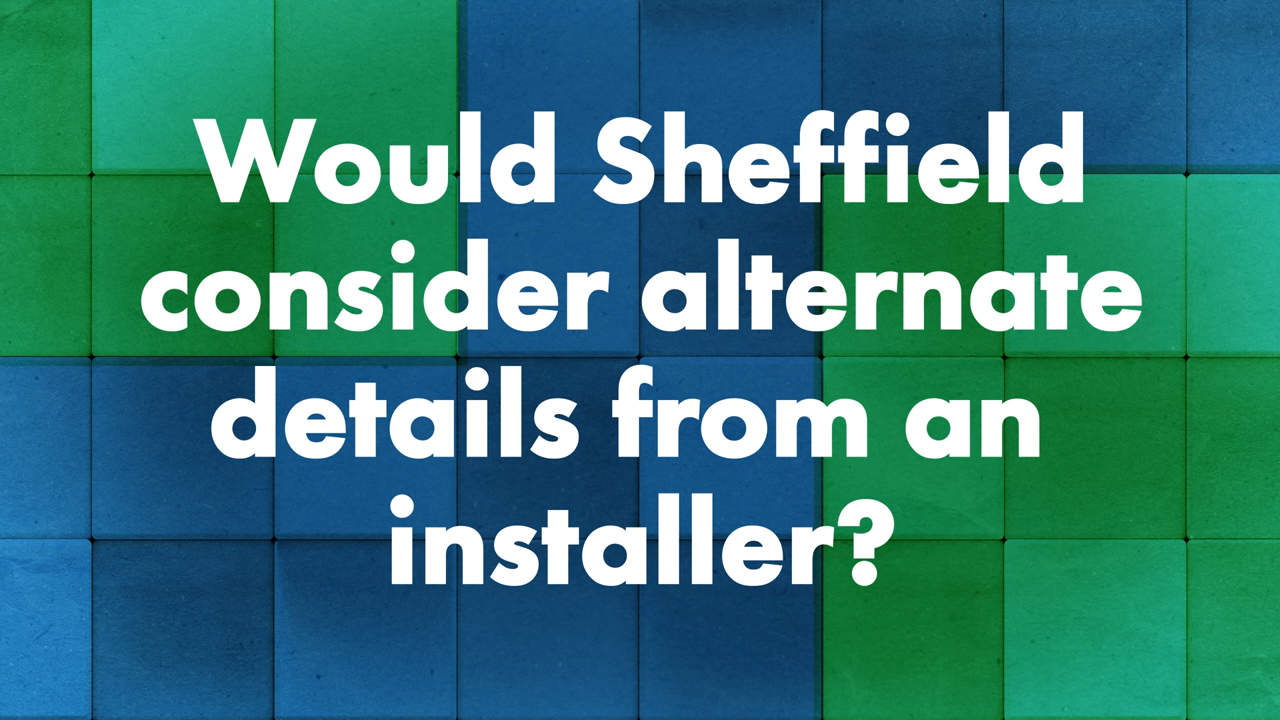 Would Sheffield
consider alternate
details from an
installer?